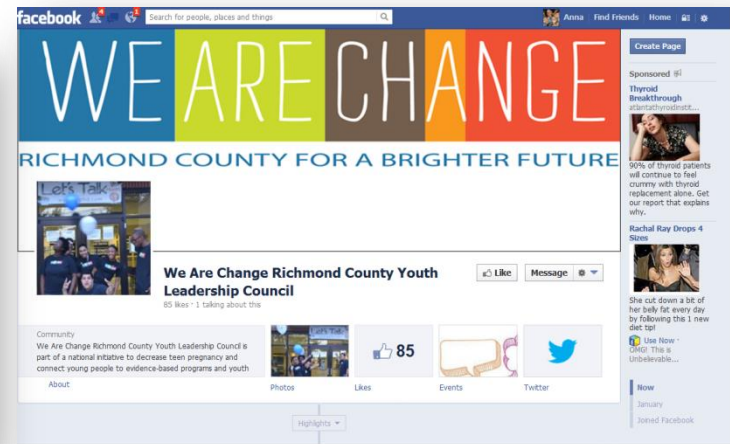 facebook
4
1
Search for people, places and things
Anna Find Friends Home
WE ARE CHANGE
RICHMOND COUNTY FOR A BRIGHTER FUTURE
Let's Talk
We Are Change Richmond County Youth
Leadership Council
85 likes · 1 talking about this
Like
Message
Community
We Are Change Richmond County Youth Leadership Council is
part of a national initiative to decrease teen pregnancy and
connect young people to evidence-based programs and youth
About
Let's Talk
Photos
85
Likes
Events
Twitter
Highlights
Create Page
Sponsored
Thyroid
Breakthrough
atlantathyroidinstit...
90% of thyroid patients
will continue to feel
crummy with thyroid
replacement alone. Get
our report that explains
why.
Rachal Ray Drops 4
Sizes
She cut down a bit of
her belly fat every day
by following this 1 new
diet tip!
Use Now ·
OMG! This is
Unbelievable...
Now
January
Joined Facebook